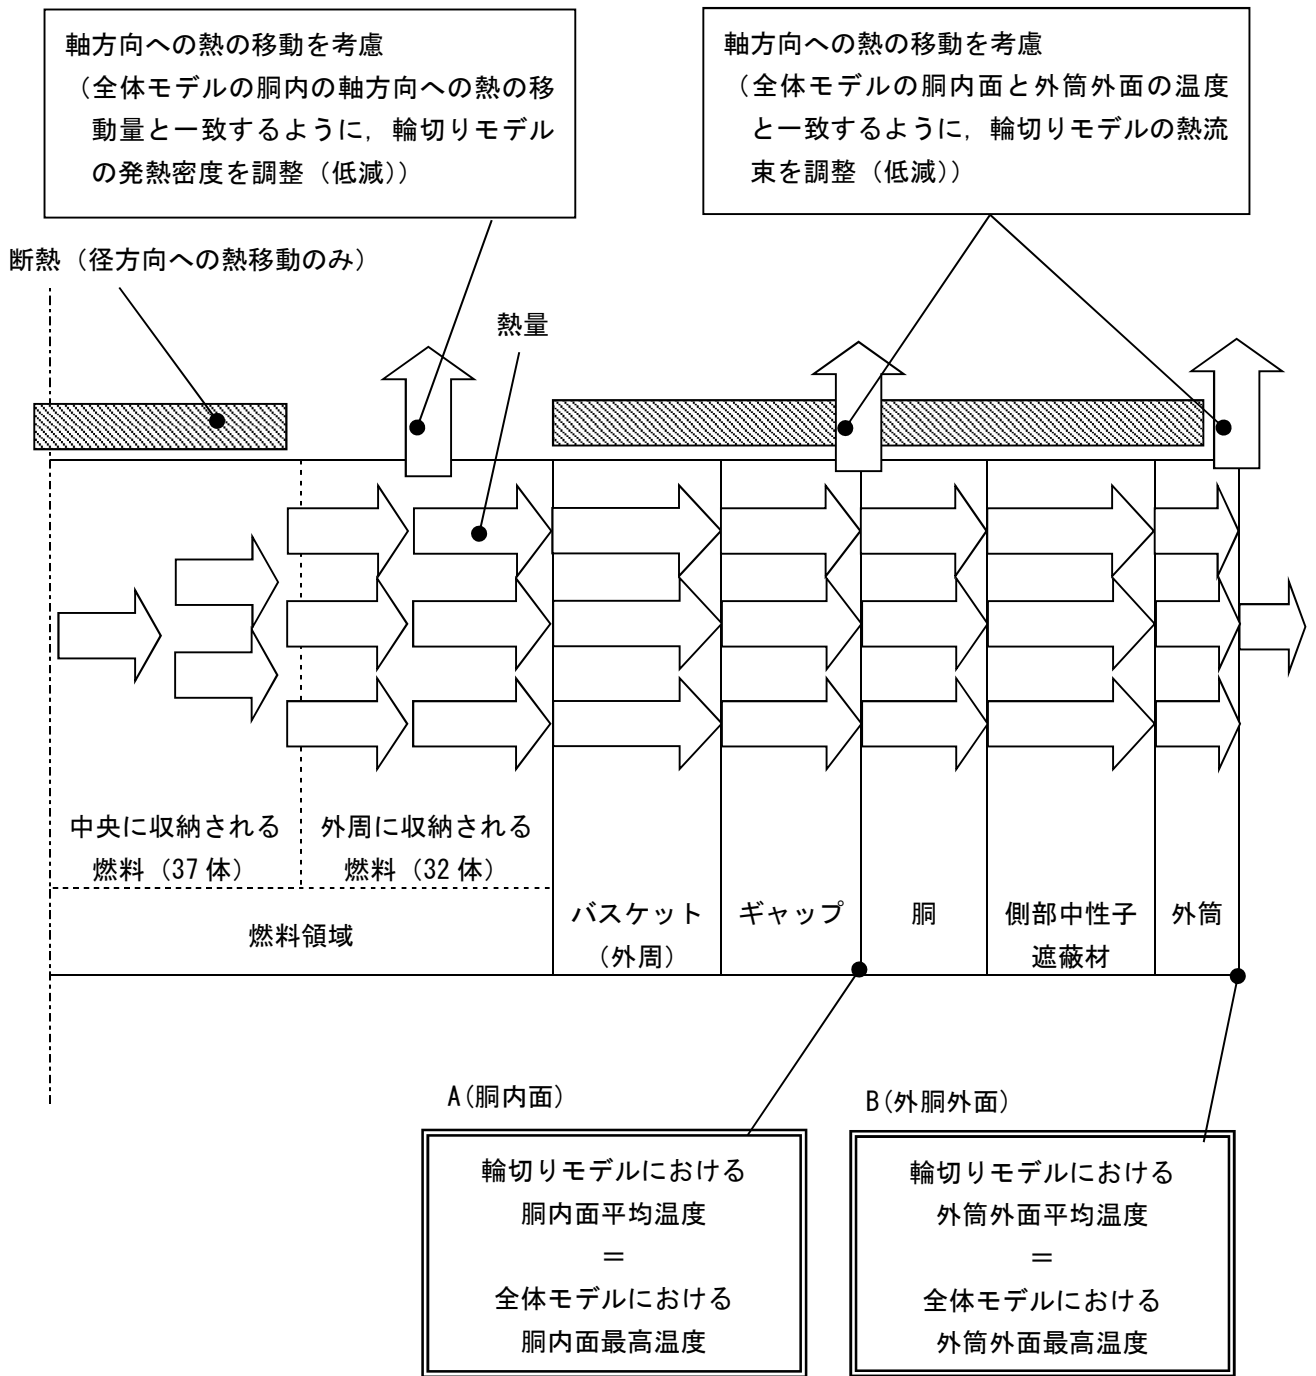 軸方向への熱の移動を考慮
（全体モデルの胴内の軸方向への熱の移
動量と一致するように，輪切りモデル
の発熱密度を調整（低減））
軸方向への熱の移動を考慮
（全体モデルの胴内面と外筒外面の温度
と一致するように，輪切りモデルの熱流
束を調整（低減））
断熱（径方向への熱移動のみ）
熱量
中央に収納される
燃料（37 体）
外周に収納される
燃料（32 体）
燃料領域
バスケット
（外周）
ギャップ
胴
側部中性子
遮蔽材
外筒
A(胴内面)
輪切りモデルにおける
胴内面平均温度
＝
全体モデルにおける
胴内面最高温度
B(外胴外面)
輪切りモデルにおける
外筒外面平均温度
＝
全体モデルにおける
外筒外面最高温度